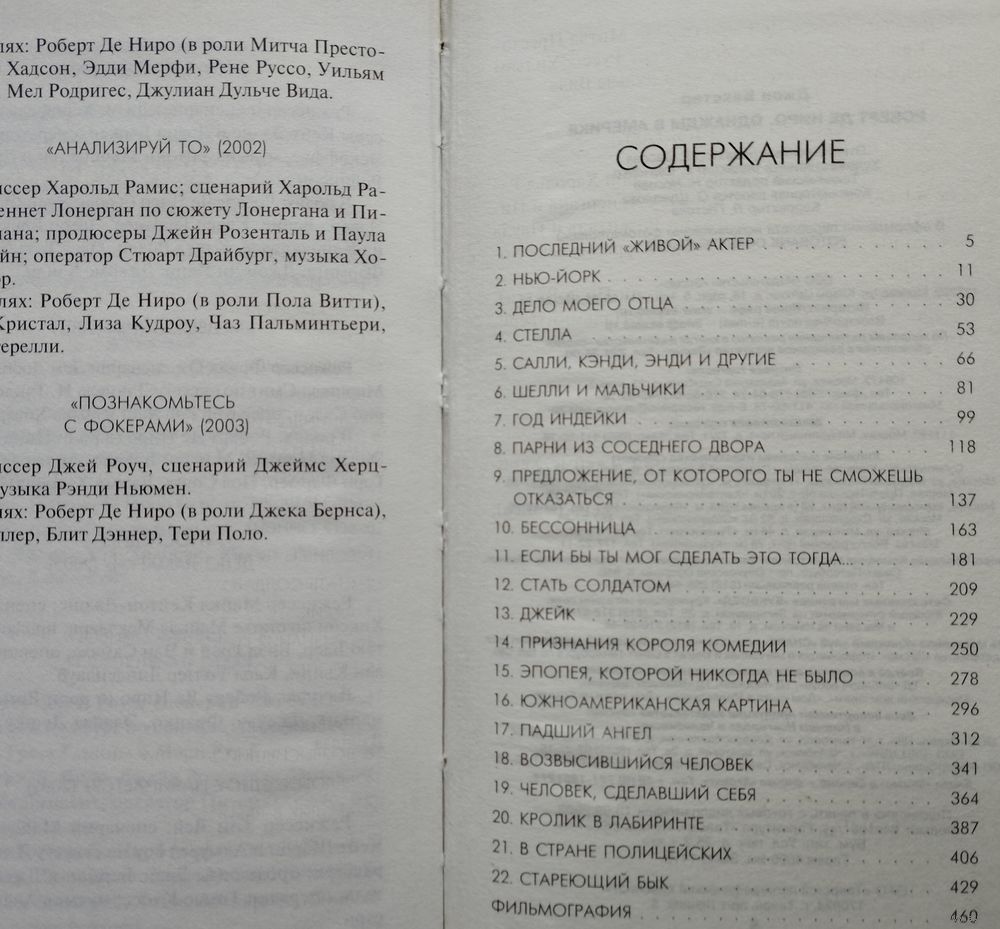 лях: Роберт Де Ниро (в роли Митча Престо-
Хадсон, Эдди Мерфи, Рене Руссо, Уильям
Мел Родригес, Джулиан Дульче Вида.
«АНАЛИЗИРУЙ ТО» (2002)
иссер Харольд Рамис; сценарий Харольд Ра-
еннет Лонерган по сюжету Лонергана и Пи-
лана; продюсеры Джейн Розенталь и Паула
йн; оператор Стюарт Драйбург, музыка Хо-
ор.
лях: Роберт Де Ниро (в роли Пола Витти),
Кристал, Лиза Кудроу, Чаз Пальминтьери,
терелли.
«ПОЗНАКОМЬТЕСЬ
С ФОКЕРАМИ» (2003)
иссер Джей Роуч, сценарий Джеймс Херц-
узыка Рэнди Ньюмен.
лях: Роберт Де Ниро (в роли Джека Бернса),
ллер, Блит Дэннер, Тери Поло.
СОДЕРЖАНИЕ
1. ПОСЛЕДНИЙ «ЖИВОЙ» АКТЕР 5
2. НЬЮ-ЙОРК 11
3. ДЕЛО МОЕГО ОТЦА 30
4. СТЕЛЛА 53
5. САЛЛИ, КЭНДИ, ЭНДИ И ДРУГИЕ 66
6. ШЕЛЛИ И МАЛЬЧИКИ 81
7. ГОД ИНДЕЙКИ 99
8. ПАРНИ ИЗ СОСЕДНЕГО ДВОРА 118
9. ПРЕДЛОЖЕНИЕ, ОТ КОТОРОГО ТЫ НЕ СМОЖЕШЬ
ОТКАЗАТЬСЯ 137
10. БЕССОННИЦА 163
11. ЕСЛИ БЫ ТЫ МОГ СДЕЛАТЬ ЭТО ТОГДА... 181
12. СТАТЬ СОЛДАТОМ 209
13. ДЖЕЙК 229
14. ПРИЗНАНИЯ КОРОЛЯ КОМЕДИИ 250
15. ЭПОПЕЯ, КОТОРОЙ НИКОГДА НЕ БЫЛО 278
16. ЮЖНОАМЕРИКАНСКАЯ КАРТИНА 296
17. ПАДШИЙ АНГЕЛ 312
18. ВОЗВЫСИВШИЙСЯ ЧЕЛОВЕК 341
19. ЧЕЛОВЕК, СДЕЛАВШИЙ СЕБЯ 364
20. КРОЛИК В ЛАБИРИНТЕ 387
21. В СТРАНЕ ПОЛИЦЕЙСКИХ 406
22. СТАРЕЮЩИЙ БЫК 429
ФИЛЬМОГРАФИЯ 460